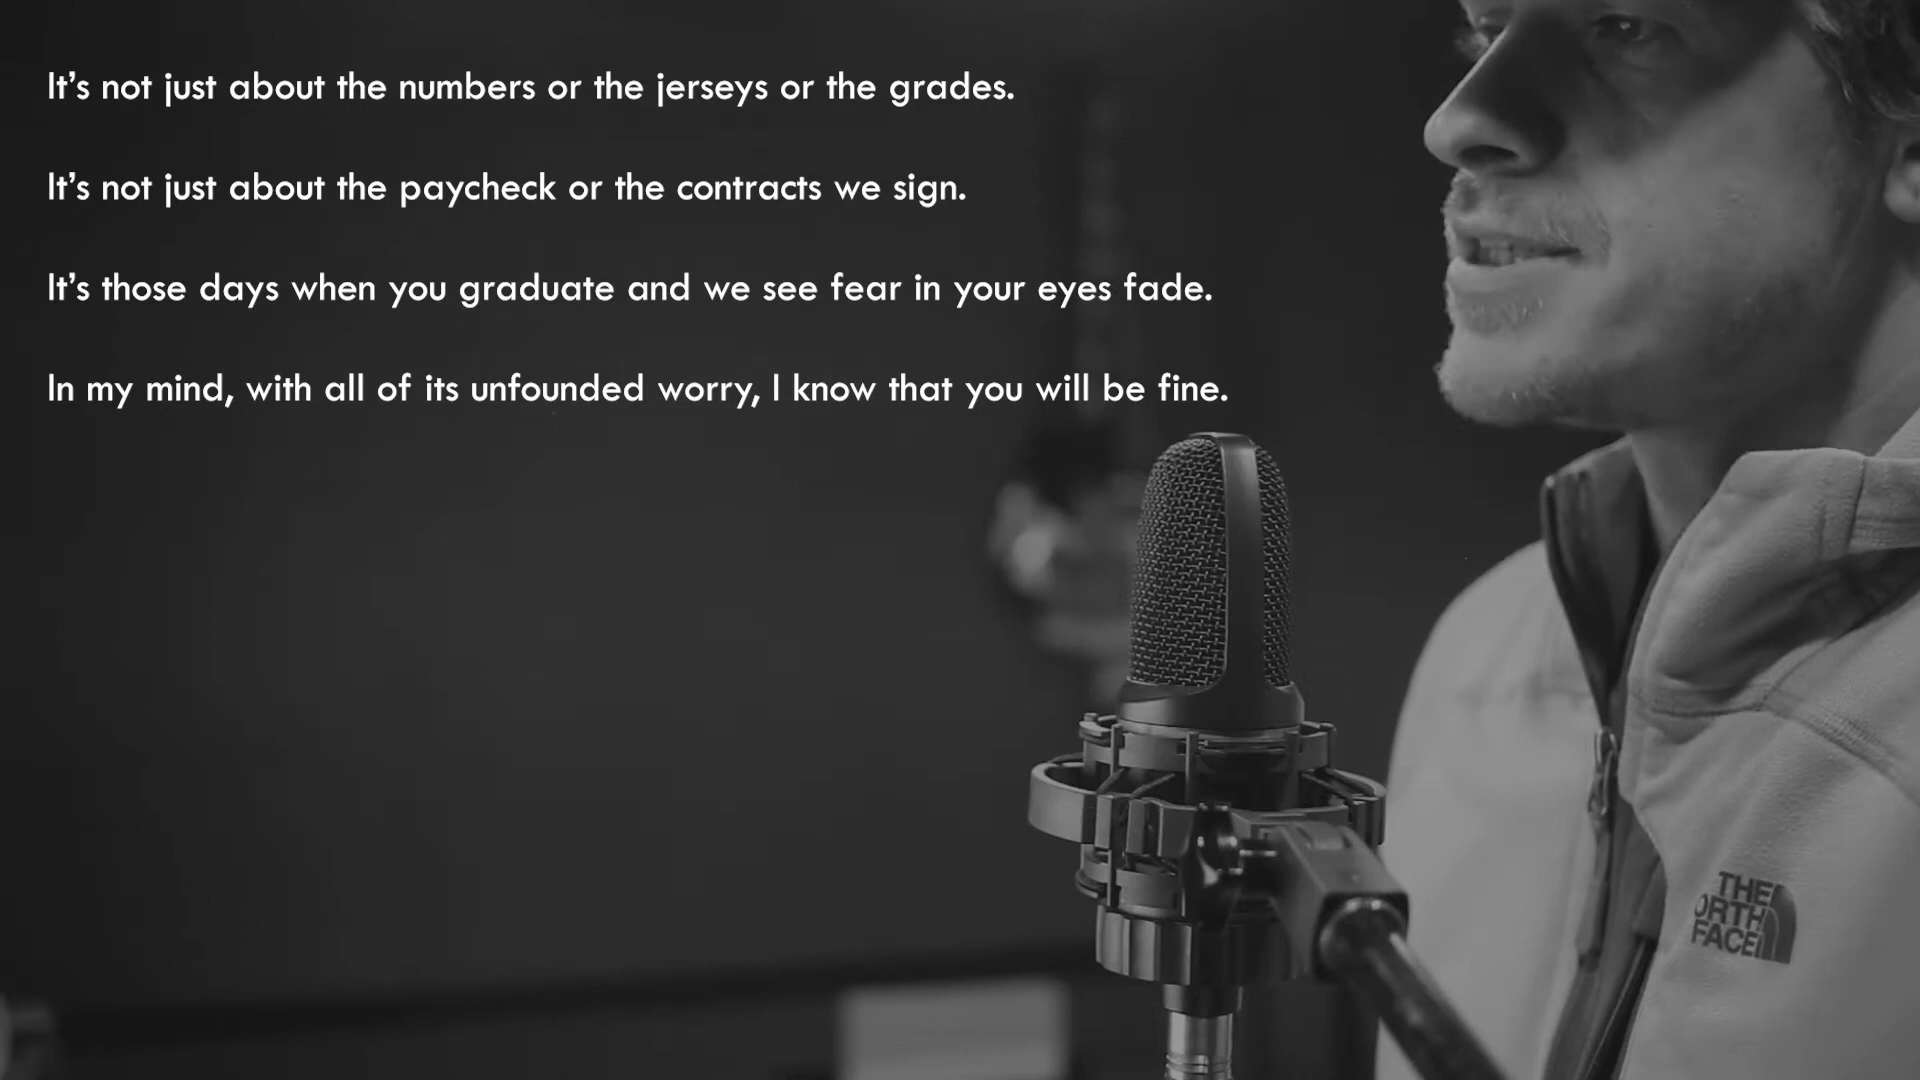 It’s not just about the numbers or the jerseys or the grades.
It’s not just about the paycheck or the contracts we sign.
It’s those days when you graduate and we see fear in your eyes fade.
In my mind, with all of its unfounded worry, I know that you will be fine.
THE
ORTH
FACE